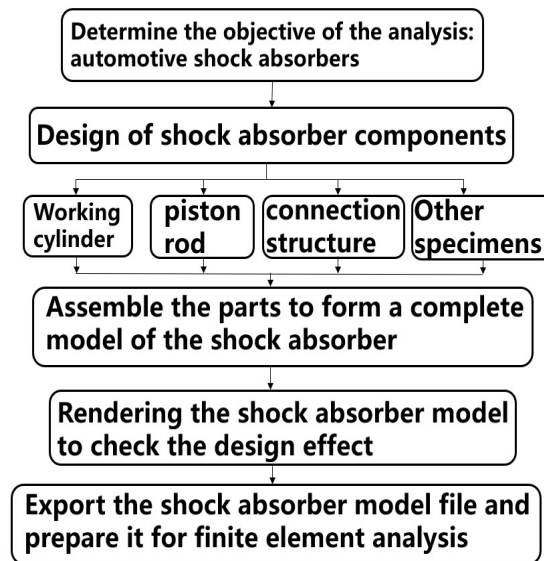 Determine the objective of the analysis:
automotive shock absorbers
Design of shock absorber components
Working
cylinder
piston
rod
connection
structure
Other
specimens
Assemble the parts to form a complete
model of the shock absorber
Rendering the shock absorber model
to check the design effect
Export the shock absorber model file and
prepare it for finite element analysis